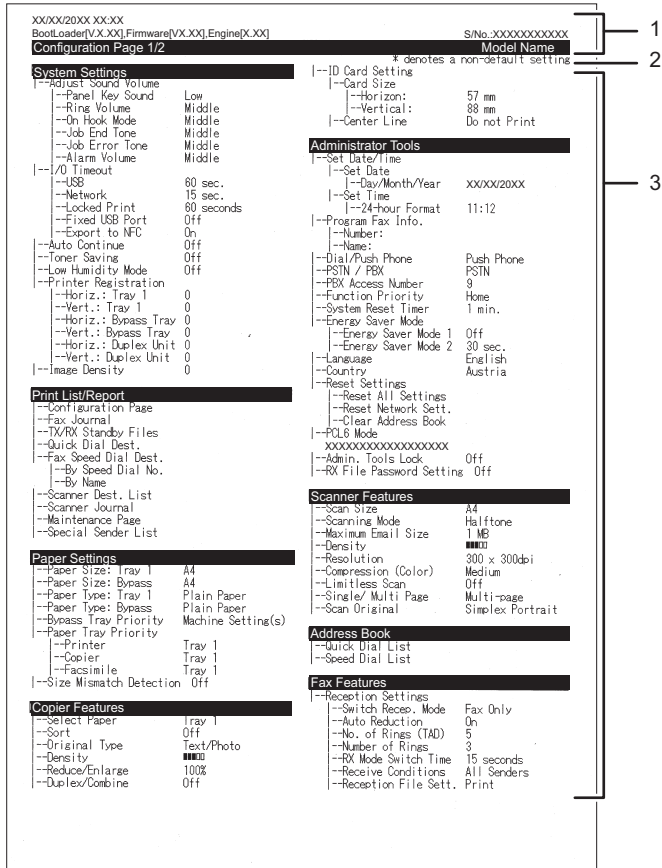 XX/XX/20XX XX:XX
BootLoader[V.X.XX],Firmware[VX.XX],Engine[X.XX]
S/No.:XXXXXXXXXXX
Configuration Page 1/2
Model Name
* denotes a non-default setting
1
2
3
System Settings
|--Adjust Sound Volume
|--Panel Key Sound Low
|--Ring Volume Middle
|--On Hook Mode Middle
|--Job End Tone Middle
|--Job Error Tone Middle
|--Alarm Volume Middle
|--I/O Timeout
|--USB 60 sec.
|--Network 15 sec.
|--Locked Print 60 seconds
|--Fixed USB Port Off
|--Export to NFC On
|--Auto Continue Off
|--Toner Saving Off
|--Low Humidity Mode Off
|--Printer Registration
|--Horiz.: Tray 1 0
|--Vert.: Tray 1 0
|--Horiz.: Bypass Tray 0
|--Vert.: Bypass Tray 0
|--Horiz.: Duplex Unit 0
|--Vert.: Duplex Unit 0
|--Image Density 0
Print List/Report
|--Configuration Page
|--Fax Journal
|--TX/RX Standby Files
|--Quick Dial Dest.
|--Fax Speed Dial Dest.
|--By Speed Dial No.
|--By Name
|--Scanner Dest. List
|--Scanner Journal
|--Maintenance Page
|--Special Sender List
Paper Settings
|--Paper Size: Tray 1 A4
|--Paper Size: Bypass A4
|--Paper Type: Tray 1 Plain Paper
|--Paper Type: Bypass Plain Paper
|--Bypass Tray Priority Machine Setting(s)
|--Paper Tray Priority
|--Printer Tray 1
|--Copier Tray 1
|--Facsimile Tray 1
|--Size Mismatch Detection Off
Copier Features
|--Select Paper Tray 1
|--Sort Off
|--Original Type Text/Photo
|--Density
|--Reduce/Enlarge 100%
|--Duplex/Combine Off
|--ID Card Setting
|--Card Size
|--Horizon: 57 mm
|--Vertical: 88 mm
|--Center Line Do not Print
Administrator Tools
|--Set Date/Time
|--Set Date
|--Day/Month/Year XX/XX/20XX
|--Set Time
|--24-hour Format 11:12
|--Program Fax Info.
|--Number:
|--Name:
|--Dial/Push Phone Push Phone
|--PSTN / PBX PSTN
|--PBX Access Number 9
|--Function Priority Home
|--System Reset Timer 1 min.
|--Energy Saver Mode
|--Energy Saver Mode 1 Off
|--Energy Saver Mode 2 30 sec.
|--Language English
|--Country Austria
|--Reset Settings
|--Reset All Settings
|--Reset Network Sett.
|--Clear Address Book
|--PCL6 Mode
XXXXXXXXXXXXXXXXXX
|--Admin. Tools Lock Off
|--RX File Password Setting Off
Scanner Features
|--Scan Size A4
|--Scanning Mode Halftone
|--Maximum Email Size 1 MB
|--Density
|--Resolution 300 x 300dpi
|--Compression (Color) Medium
|--Limitless Scan Off
|--Single/ Multi Page Multi-page
|--Scan Original Simplex Portrait
Address Book
|--Quick Dial List
|--Speed Dial List
Fax Features
|--Reception Settings
|--Switch Recep. Mode Fax Only
|--Auto Reduction On
|--No. of Rings (TAD) 5
|--Number of Rings 3
|--RX Mode Switch Time 15 seconds
|--Receive Conditions All Senders
|--Reception File Sett. Print